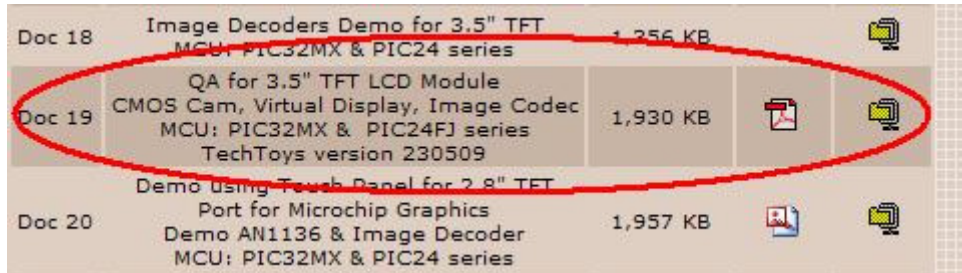 Doc 18
Image Decoders Demo for 3.5" TFT
MCU: PIC32MX & PIC24 series
1,356 KB
Doc 19
QA for 3.5" TFT LCD Module
CMOS Cam, Virtual Display, Image Codec
MCU: PIC32MX & PIC24FJ series
TechToys version 230509
1,930 KB
Doc 20
Demo using Touch Panel for 2.8" TFT
Port for Microchip Graphics
Demo AN1136 & Image Decoder
MCU: PIC32MX & PIC24 series
1,957 KB